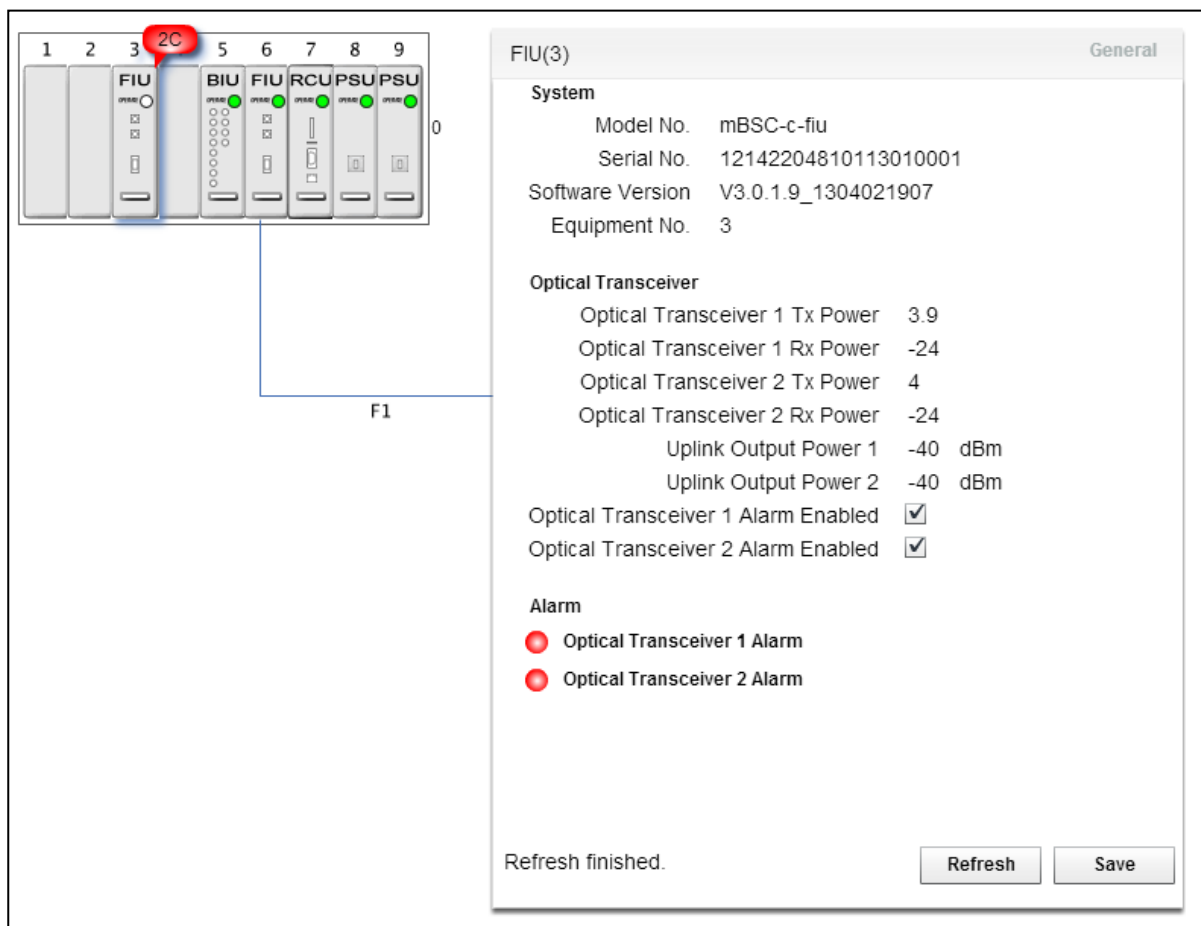 2C
1 2 3 5 6 7 8 9
FIU BIU FIU RCU PSU PSU
0
F1
FIU(3) General
System
Model No. mBSC-c-fiu
Serial No. 12142204810113010001
Software Version V3.0.1.9_1304021907
Equipment No. 3
Optical Transceiver
Optical Transceiver 1 Tx Power 3.9
Optical Transceiver 1 Rx Power -24
Optical Transceiver 2 Tx Power 4
Optical Transceiver 2 Rx Power -24
Uplink Output Power 1 -40 dBm
Uplink Output Power 2 -40 dBm
Optical Transceiver 1 Alarm Enabled
Optical Transceiver 2 Alarm Enabled
Alarm
Optical Transceiver 1 Alarm
Optical Transceiver 2 Alarm
Refresh finished. Refresh Save